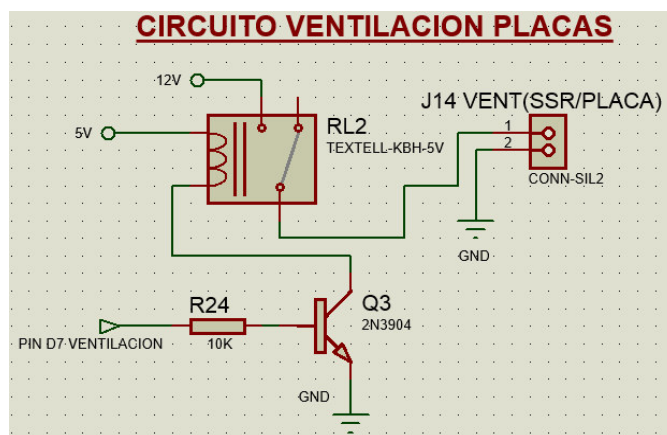 CIRCUITO VENTILACION PLACAS
12V
J14 VENT(SSR/PLACA)
5V
RL2
TEXTELL-KBH-5V
1
2
CONN-SIL2
GND
R24
10K
Q3
2N3904
PIN D7 VENTILACION
GND